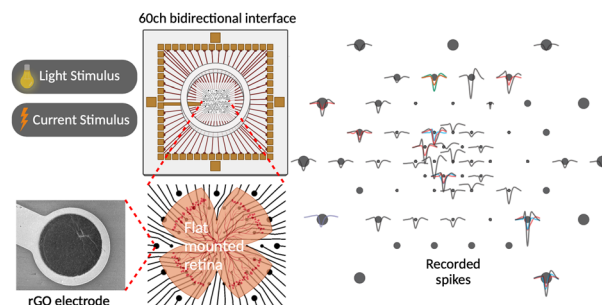 60ch bidirectional interface
Light Stimulus
Current Stimulus
Flat
mounted
retina
Recorded
spikes
rGO electrode